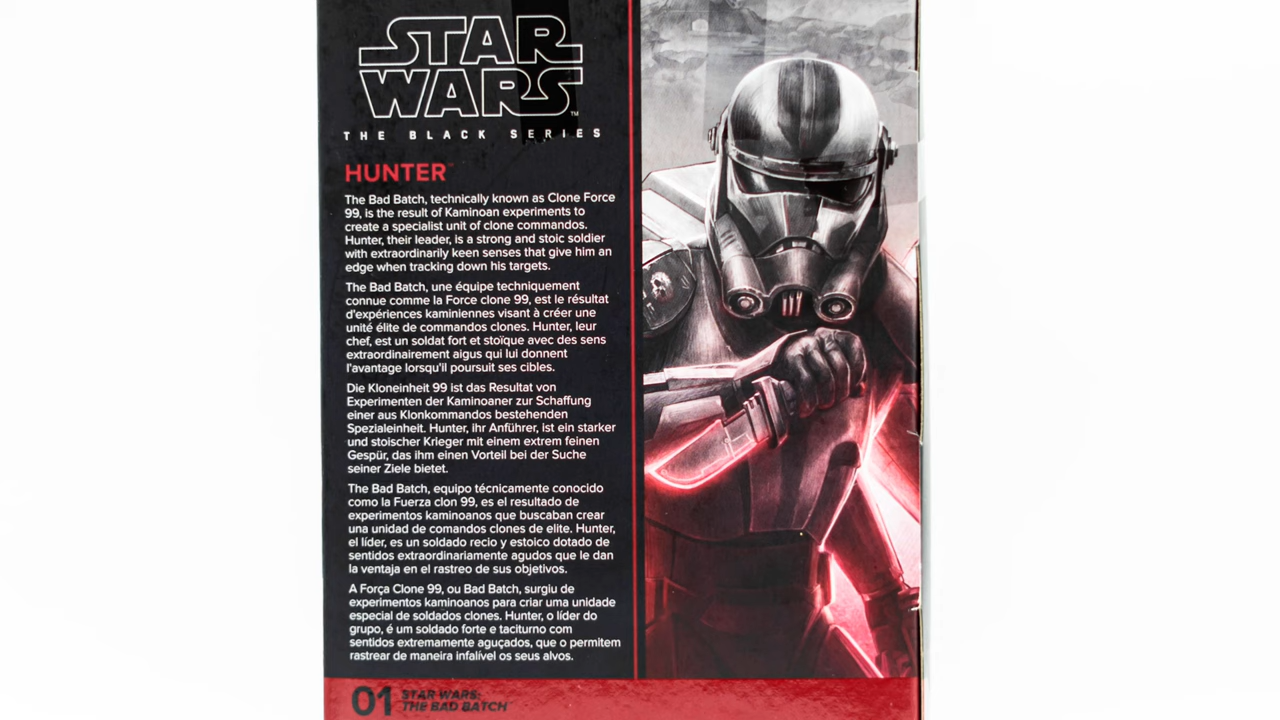 STAR
WARS™
THE BLACK SERIES
HUNTER™
The Bad Batch, technically known as Clone Force
99, is the result of Kaminoan experiments to
create a specialist unit of clone commandos.
Hunter, their leader, is a strong and stoic soldier
with extraordinarily keen senses that give him an
edge when tracking down his targets.
The Bad Batch, une équipe techniquement
connue comme la Force clone 99, est le résultat
d'expériences kaminiennes visant à créer une
unité élite de commandos clones. Hunter, leur
chef, est un soldat fort et stoïque avec des sens
extraordinairement aigus qui lui donnent
l'avantage lorsqu'il poursuit ses cibles.
Die Kloneinheit 99 ist das Resultat von
Experimenten der Kaminoaner zur Schaffung
einer aus Klonkommandos bestehenden
Spezialeinheit. Hunter, ihr Anführer, ist ein starker
und stoischer Krieger mit einem extrem feinen
Gespür, das ihm einen Vorteil bei der Suche
seiner Ziele bietet.
The Bad Batch, equipo técnicamente conocido
como la Fuerza clon 99, es el resultado de
experimentos kaminoanos que buscaban crear
una unidad de comandos clones de elite. Hunter,
el líder, es un soldado recio y estoico dotado de
sentidos extraordinariamente agudos que le dan
la ventaja en el rastreo de sus objetivos.
A Força Clone 99, ou Bad Batch, surgiu de
experimentos kaminoanos para criar uma unidade
especial de soldados clones. Hunter, o líder do
grupo, é um soldado forte e taciturno com
sentidos extremamente aguçados, que o permitem
rastrear de maneira infalível os seus alvos.
01 STAR WARS:
THE BAD BATCH™